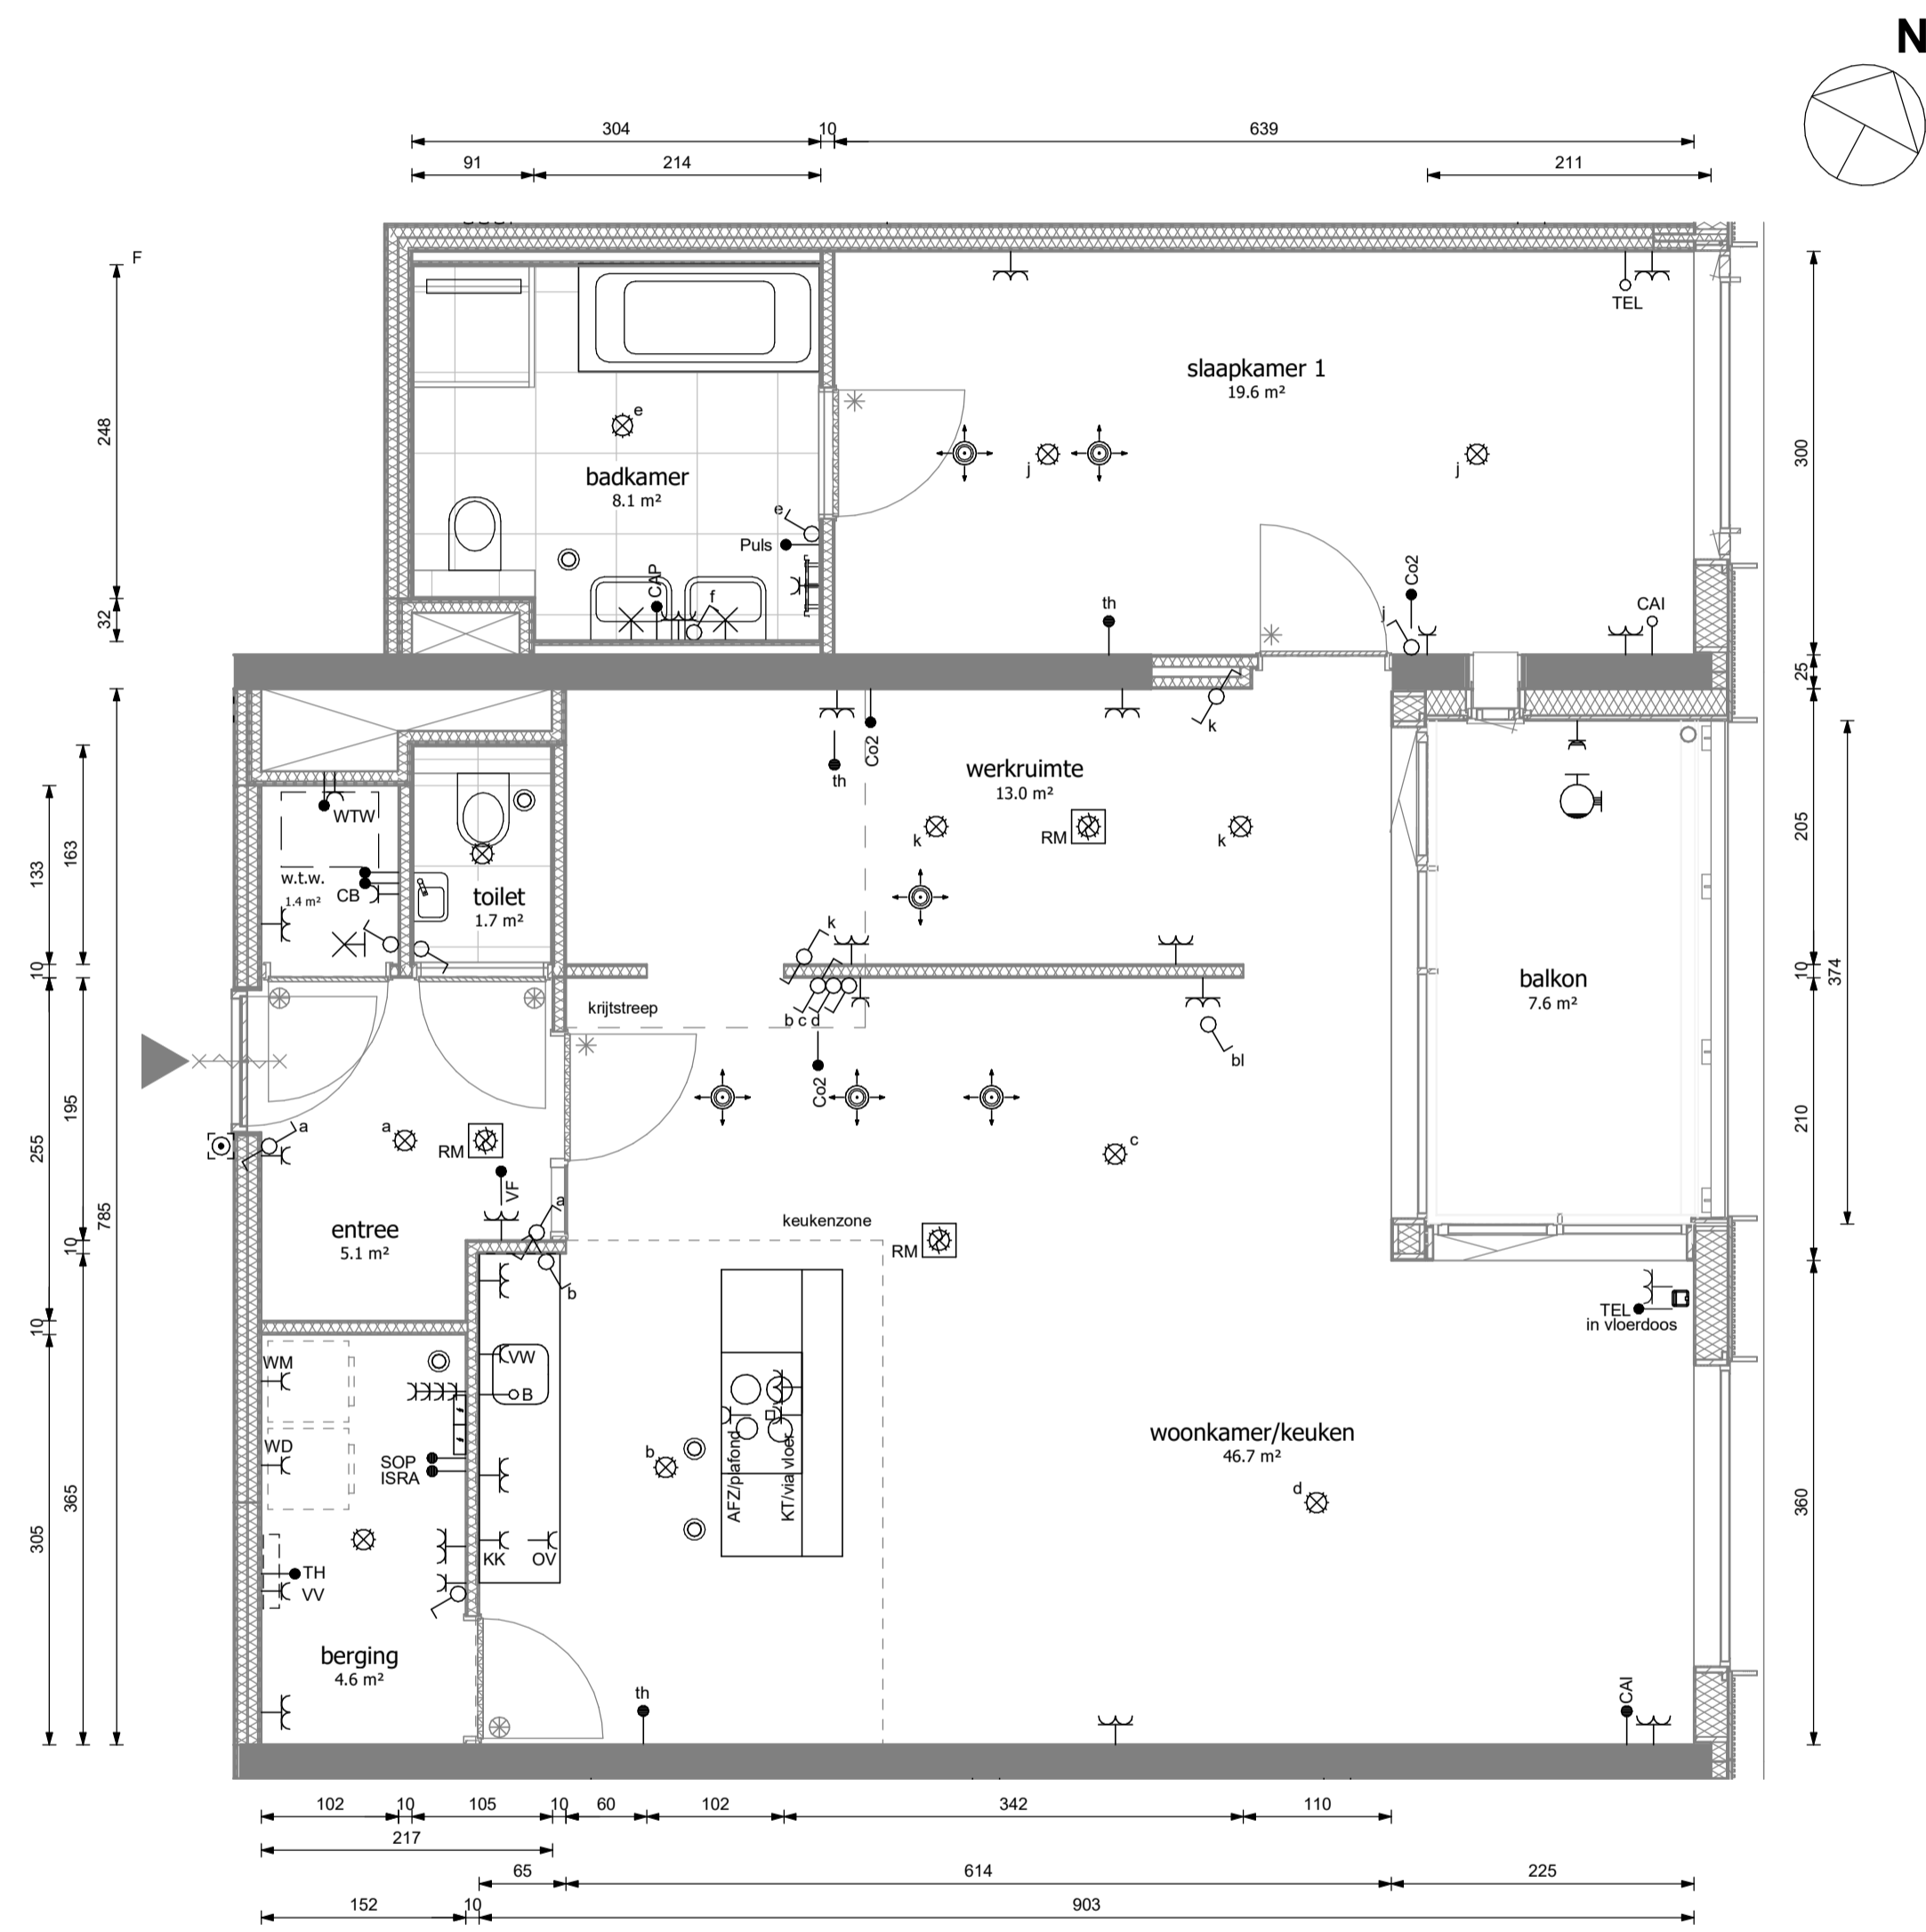 N
304
10
639
91
214
211
F
TEL
slaapkamer 1
19.6 m²
e
badkamer
8.1 m²
j
j
248
300
e
Puls
CAP
f
Co2
th
j
CAI
32
25
k
Co2
th
werkruimte
13.0 m²
WTW
k
RM
k
205
163
133
w.t.w.
1.4 m²
CB
toilet
1.7 m²
k
10
10
374
balkon
7.6 m²
krijtstreep
b c d
bl
Co2
a
a
RM
c
195
255
210
VF
a
785
keukenzone
entree
5.1 m²
RM
10
b
TEL
in vloerdoos
10
WM
VW
B
WD
woonkamer/keuken
46.7 m²
b
AFZ/plafond
KT/via vloer
SOP
ISRA
d
365
360
305
KK
OV
TH
VV
berging
4.6 m²
th
CAI
102
10
105
10
60
102
342
110
217
65
614
225
152
10
903